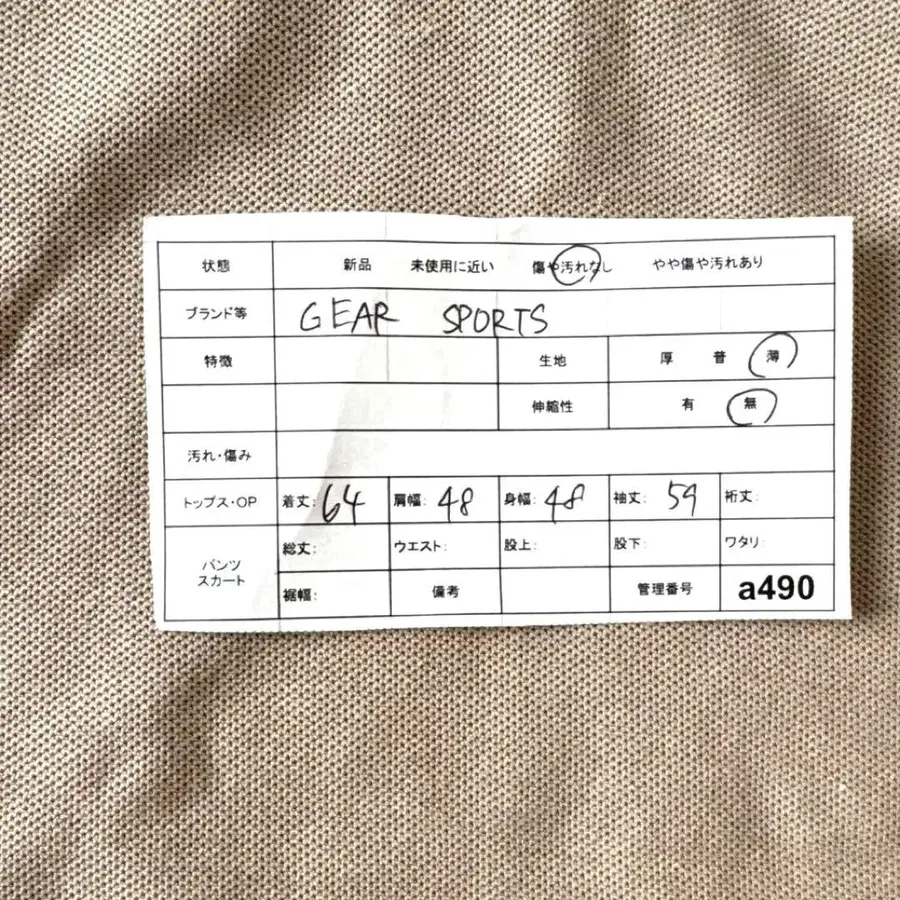 状態 新品 未使用に近い 傷や汚れなし やや傷や汚れあり
ブランド等 GEAR SPORTS
特徴 生地 厚 普 薄
伸縮性 有 無
汚れ・傷み
トップス・OP 着丈: 64 肩幅: 48 身幅: 48 袖丈: 59 裄丈:
パンツ 総丈: ウエスト: 股上: 股下: ワタリ:
スカート 裾幅: 備考 管理番号 a490